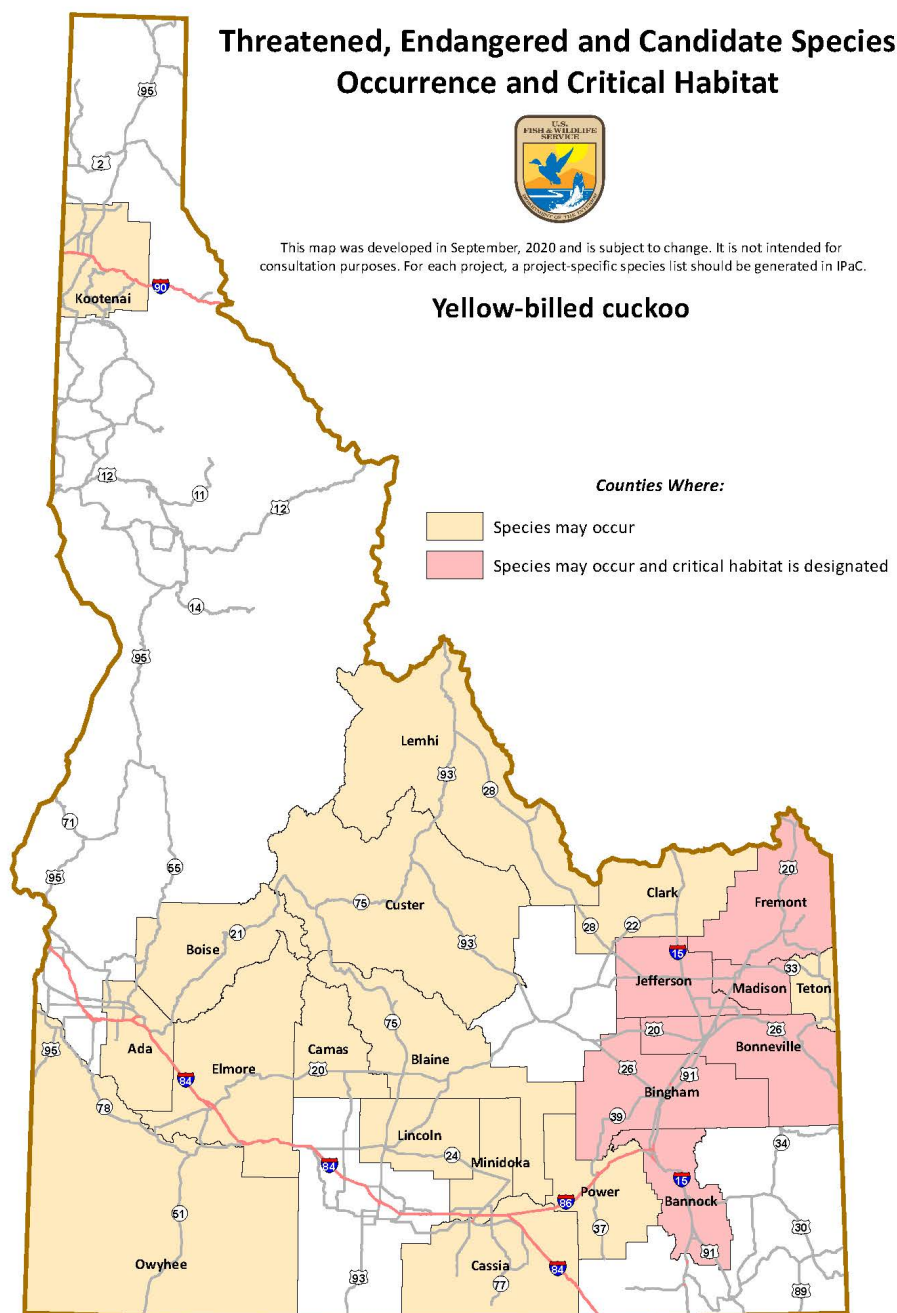 Threatened, Endangered and Candidate Species
Occurrence and Critical Habitat
U.S.
FISH & WILDLIFE
SERVICE
DEPARTMENT OF THE INTERIOR
This map was developed in September, 2020 and is subject to change. It is not intended for
consultation purposes. For each project, a project-specific species list should be generated in IPaC.
Yellow-billed cuckoo
Counties Where:
Species may occur
Species may occur and critical habitat is designated
95
2
90
Kootenai
12
11
12
14
95
Lemhi
93
28
71
55
95
20
Clark
Fremont
75
Custer
28
22
21
Boise
93
15
33
Jefferson
Madison
Teton
75
20
26
95
Ada
Camas
Blaine
Bonneville
Elmore
20
26
84
91
Bingham
78
39
Lincoln
34
24
Minidoka
84
15
86
Power
Bannock
51
37
30
91
Owyhee
Cassia
84
93
77
89